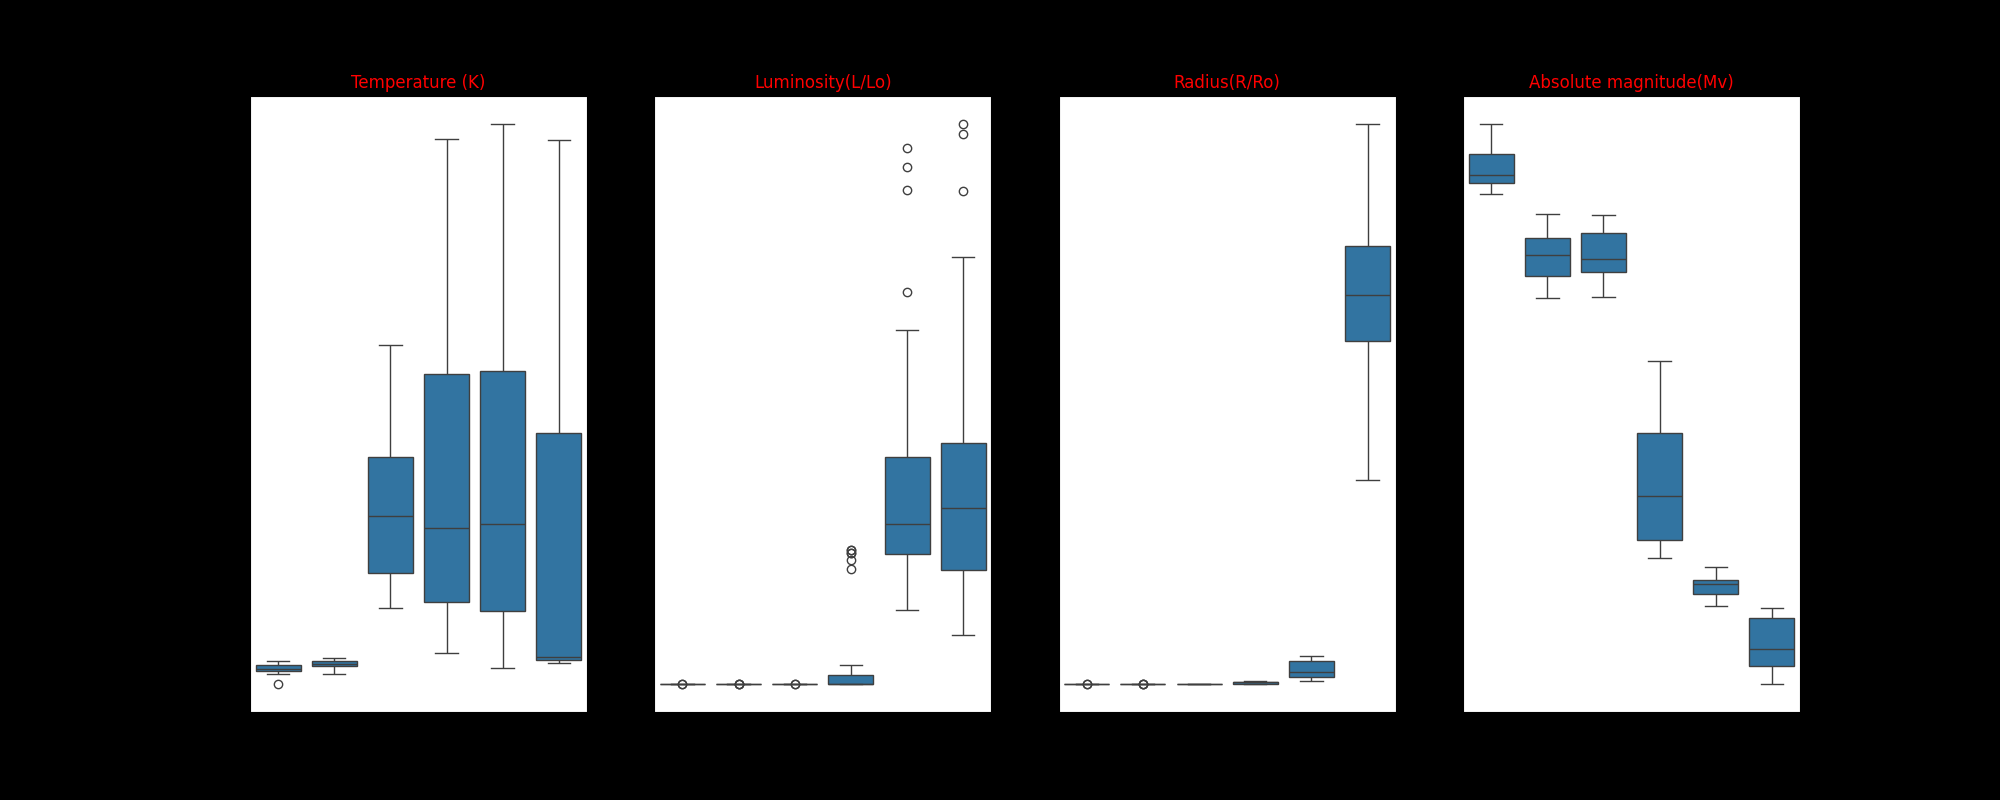 Temperature (K)
Luminosity(L/Lo)
Radius(R/Ro)
Absolute magnitude(Mv)